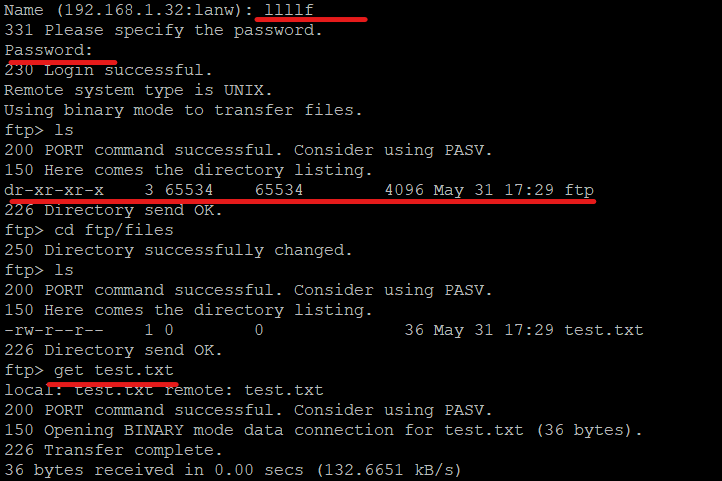 Name (192.168.1.32:lanw): llllf
331 Please specify the password.
Password:
230 Login successful.
Remote system type is UNIX.
Using binary mode to transfer files.
ftp> ls
200 PORT command successful. Consider using PASV.
150 Here comes the directory listing.
dr-xr-xr-x    3 65534    65534        4096 May 31 17:29 ftp
226 Directory send OK.
ftp> cd ftp/files
250 Directory successfully changed.
ftp> ls
200 PORT command successful. Consider using PASV.
150 Here comes the directory listing.
-rw-r--r--    1 0        0              36 May 31 17:29 test.txt
226 Directory send OK.
ftp> get test.txt
local: test.txt remote: test.txt
200 PORT command successful. Consider using PASV.
150 Opening BINARY mode data connection for test.txt (36 bytes).
226 Transfer complete.
36 bytes received in 0.00 secs (132.6651 kB/s)